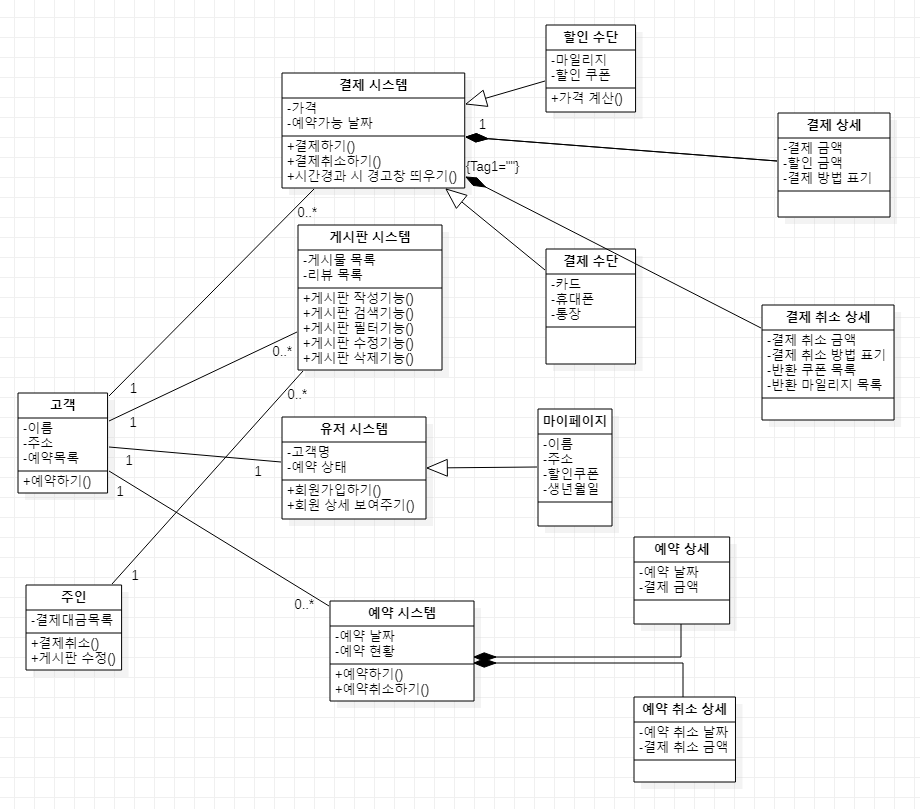 할인 수단
-마일리지
-할인 쿠폰
+가격 계산()
결제 시스템
-가격
-예약가능 날짜
+결제하기()
+결제취소하기()
+시간경과 시 경고창 띄우기()
1
{Tag1=""}
결제 상세
-결제 금액
-할인 금액
-결제 방법 표기
0..*
게시판 시스템
-게시물 목록
-리뷰 목록
+게시판 작성기능()
+게시판 검색기능()
+게시판 필터기능()
+게시판 수정기능()
+게시판 삭제기능()
결제 수단
-카드
-휴대폰
-통장
결제 취소 상세
-결제 취소 금액
-결제 취소 방법 표기
-반환 쿠폰 목록
-반환 마일리지 목록
0..*
0..*
1
1
1
1
1
고객
-이름
-주소
-예약목록
+예약하기()
유저 시스템
-고객명
-예약 상태
+회원가입하기()
+회원 상세 보여주기()
마이페이지
-이름
-주소
-할인쿠폰
-생년월일
1
주인
-결제대금목록
+결제취소()
+게시판 수정()
0..*
예약 시스템
-예약 날짜
-예약 현황
+예약하기()
+예약취소하기()
예약 상세
-예약 날짜
-결제 금액
예약 취소 상세
-예약 취소 날짜
-결제 취소 금액